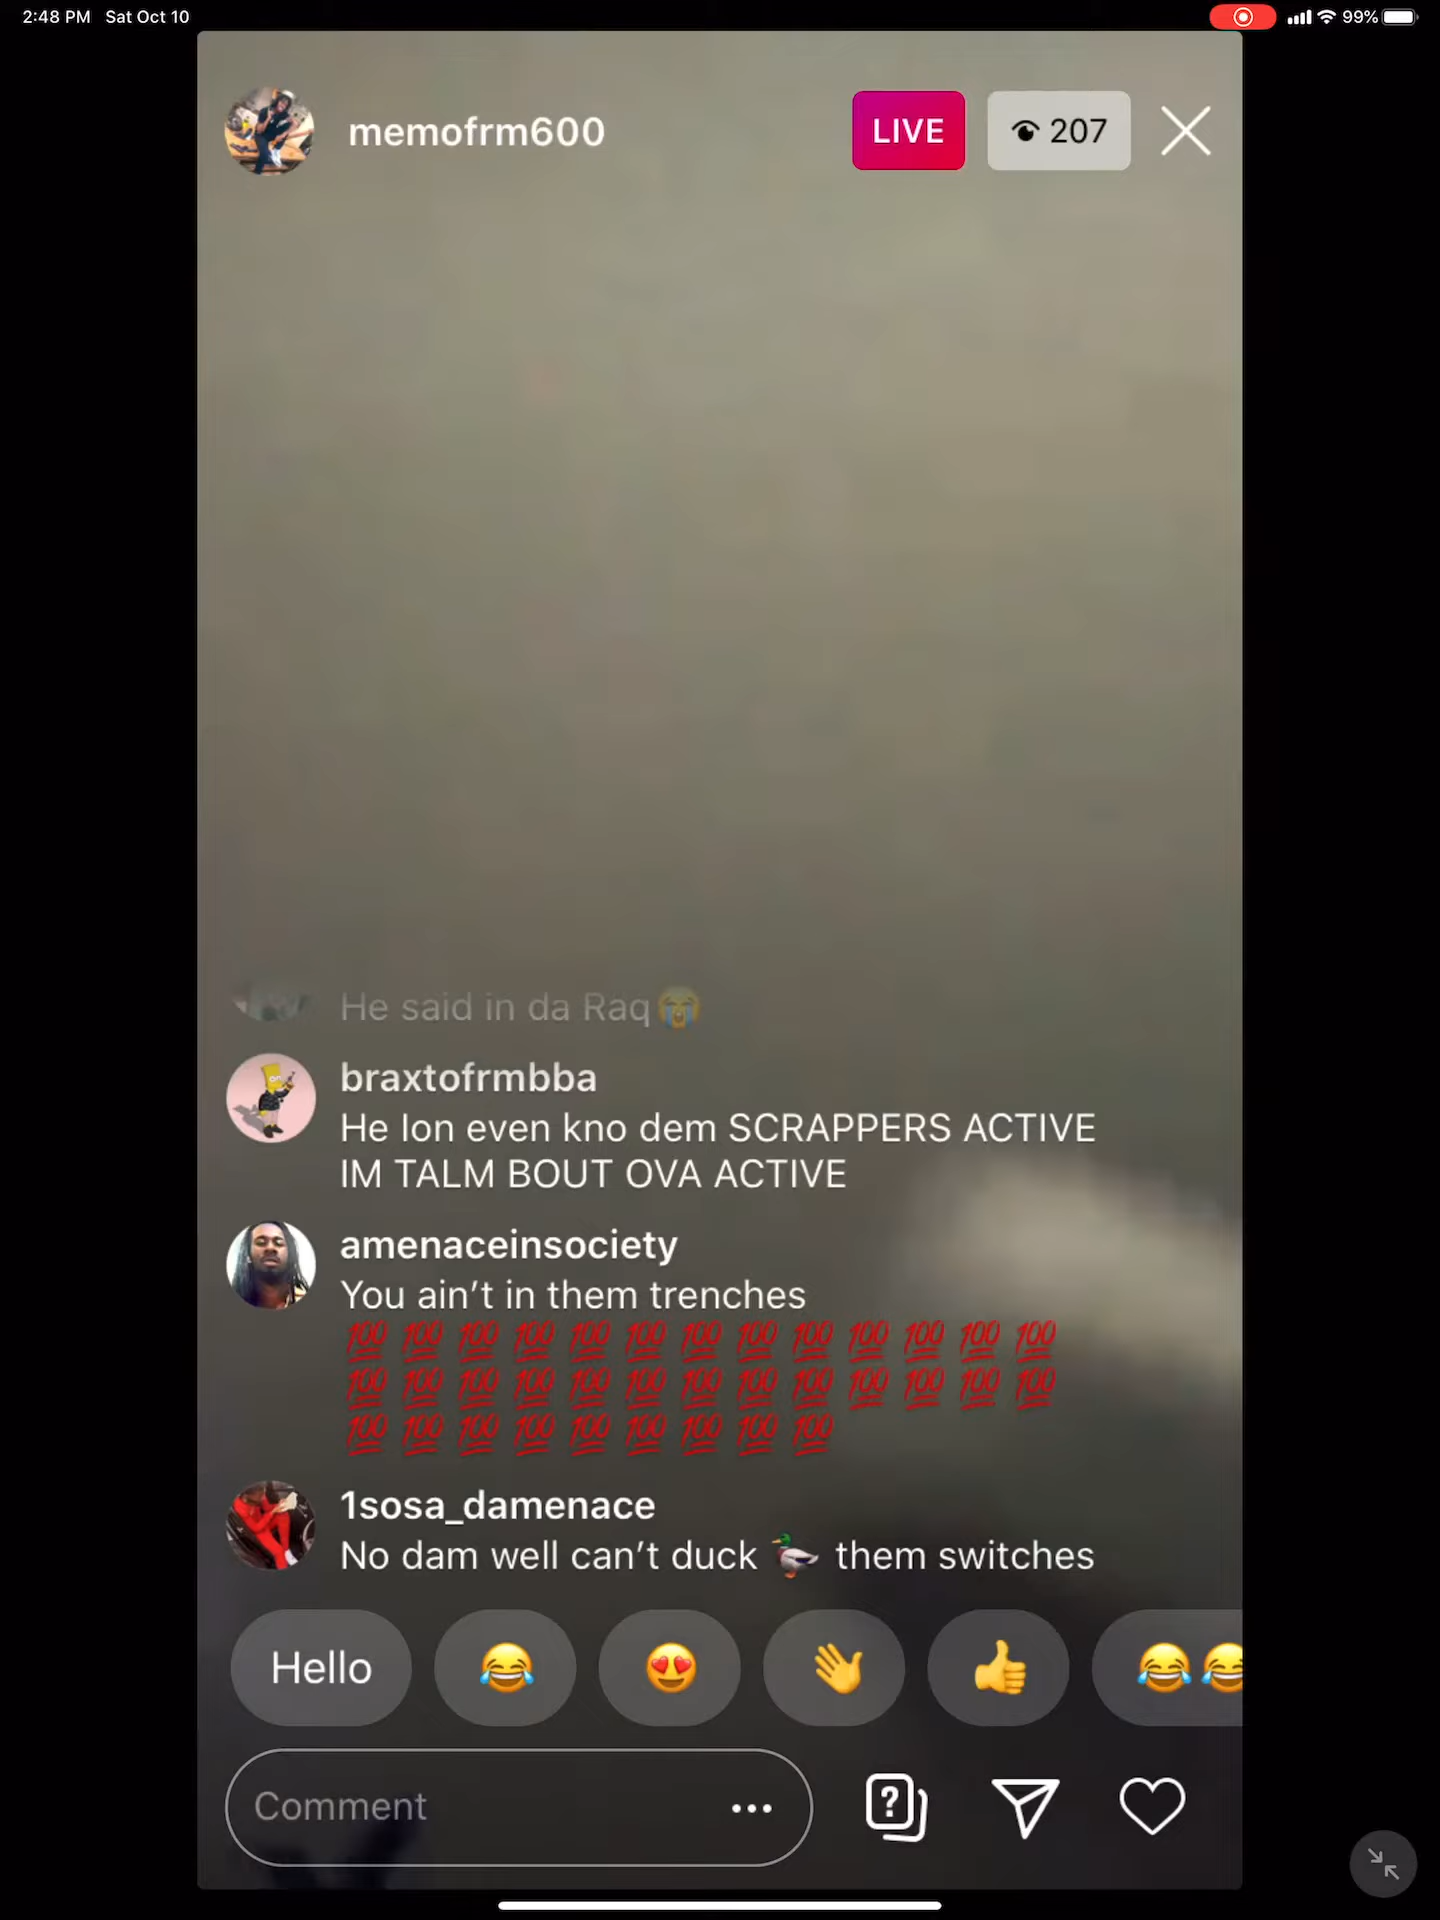 2:48 PM Sat Oct 10
99%
memofrm600
LIVE
207
He said in da Raq😭
braxtofrmbba
He lon even kno dem SCRAPPERS ACTIVE
IM TALM BOUT OVA ACTIVE
amenaceinsociety
You ain't in them trenches
💯💯💯💯💯💯💯💯💯💯💯💯💯
💯💯💯💯💯💯💯💯💯💯💯💯💯
💯💯💯💯💯💯💯💯💯
1sosa_damenace
No dam well can't duck 🦆 them switches
Hello 😂 😍 👋 👍 😂😂
Comment